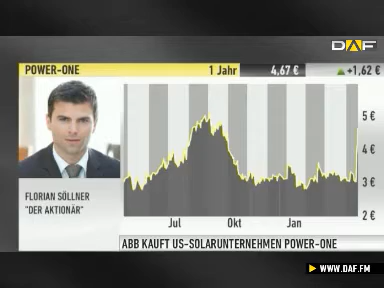 DAF
POWER-ONE 1 Jahr 4,67 € +1,62 €
5 €
4 €
3 €
2 €
Jul Okt Jan
FLORIAN SÖLLNER
"DER AKTIONÄR"
ABB KAUFT US-SOLARUNTERNEHMEN POWER-ONE
WWW.DAF.FM